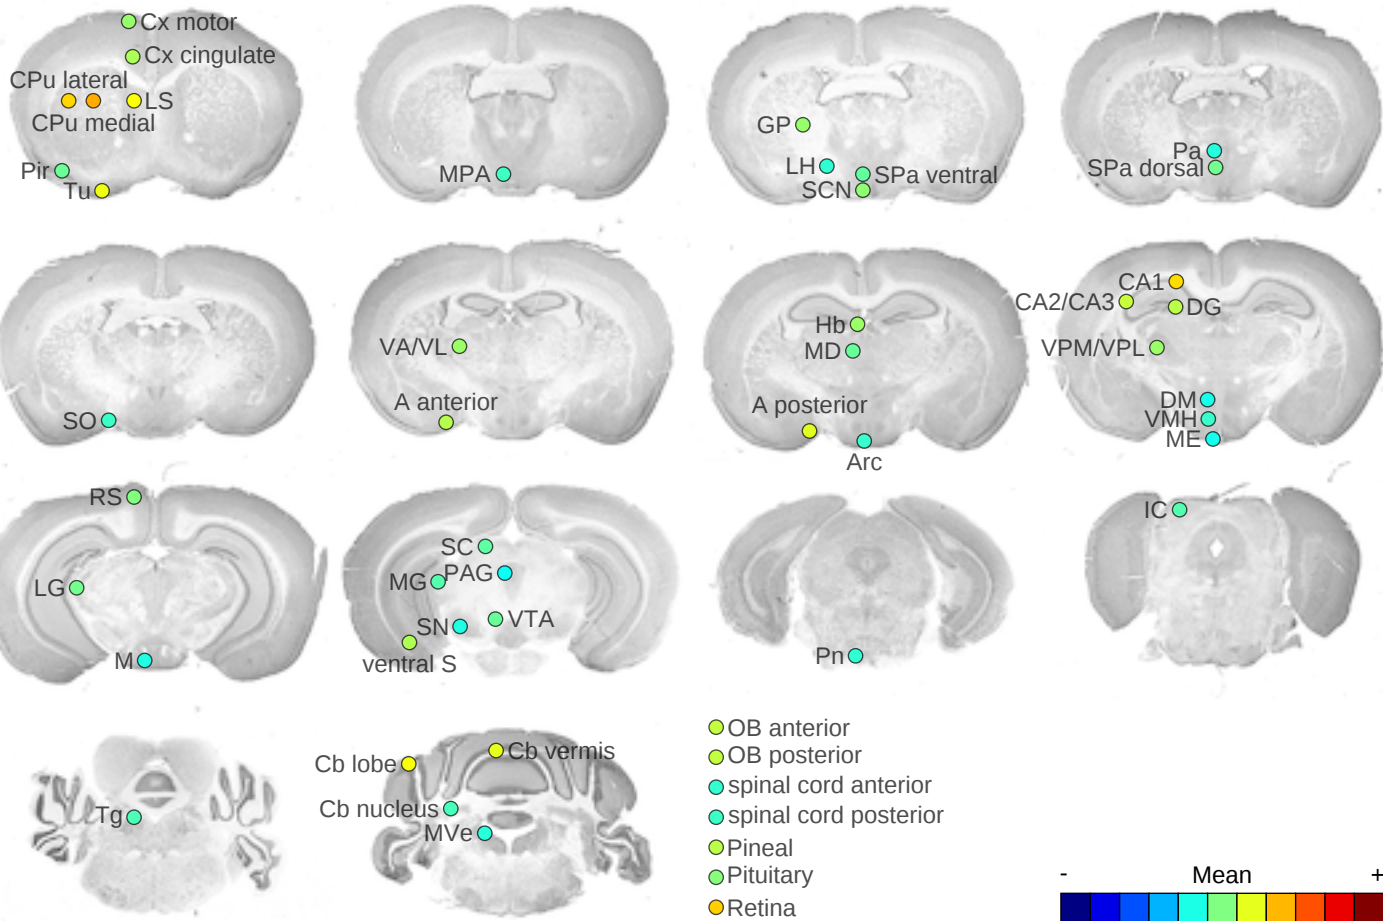 Cx motor
Cx cingulate
CPu lateral
LS
CPu medial
Pir
Tu
MPA
GP
LH
SPa ventral
SCN
Pa
SPa dorsal
SO
VA/VL
A anterior
Hb
MD
A posterior
Arc
CA1
CA2/CA3
DG
VPM/VPL
DM
VMH
ME
RS
LG
M
SC
PAG
MG
VTA
SN
ventral S
Pn
IC
Tg
Cb lobe
Cb vermis
Cb nucleus
MVe
OB anterior
OB posterior
spinal cord anterior
spinal cord posterior
Pineal
Pituitary
Retina
- Mean +